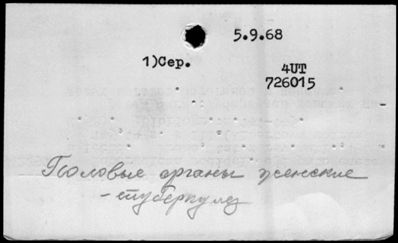 5.9.68
1)Сер.
4UT
726015
Половые органы женские
- туберкулез